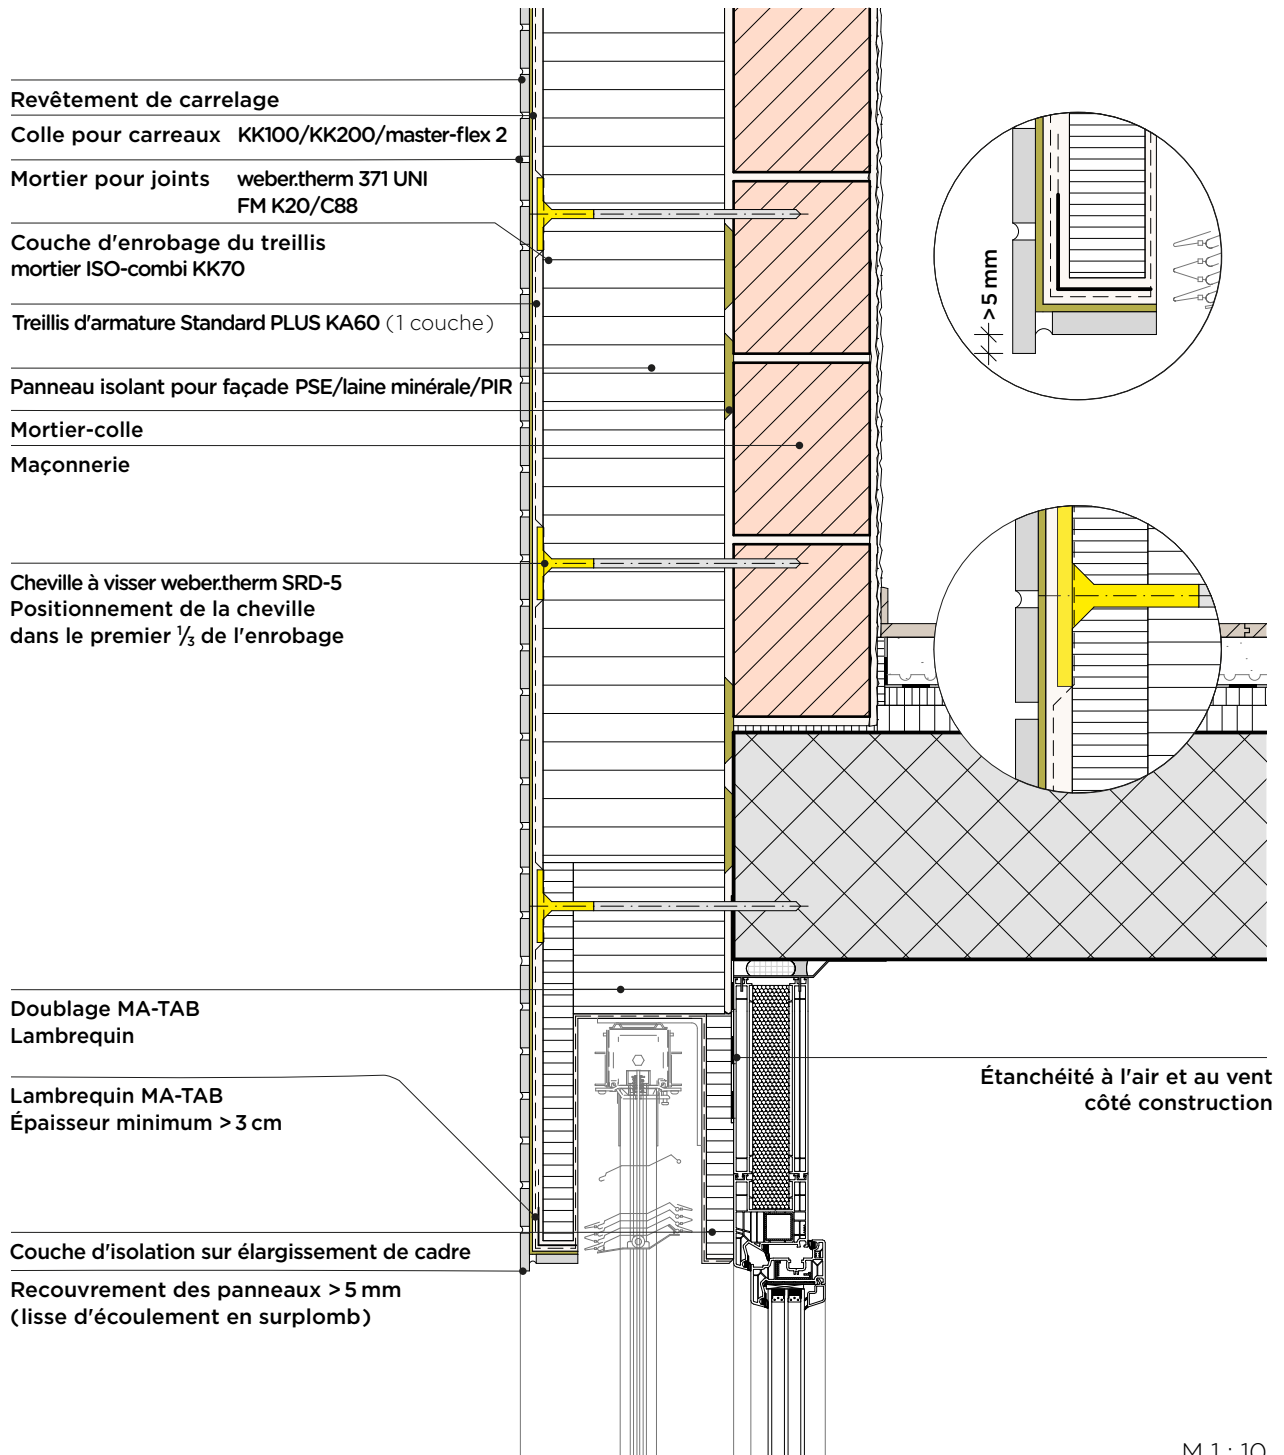 Revêtement de carrelage
Colle pour carreaux KK100/KK200/master-flex 2
Mortier pour joints weber.therm 371 UNI
FM K20/C88
Couche d'enrobage du treillis
mortier ISO-combi KK70
Treillis d'armature Standard PLUS KA60 (1 couche)
Panneau isolant pour façade PSE/laine minérale/PIR
Mortier-colle
Maçonnerie
Cheville à visser weber.therm SRD-5
Positionnement de la cheville
dans le premier ⅓ de l'enrobage
Doublage MA-TAB
Lambrequin
Lambrequin MA-TAB
Épaisseur minimum > 3 cm
Couche d'isolation sur élargissement de cadre
Recouvrement des panneaux > 5 mm
(lisse d'écoulement en surplomb)
> 5 mm
Étanchéité à l'air et au vent
côté construction
M 1 : 10